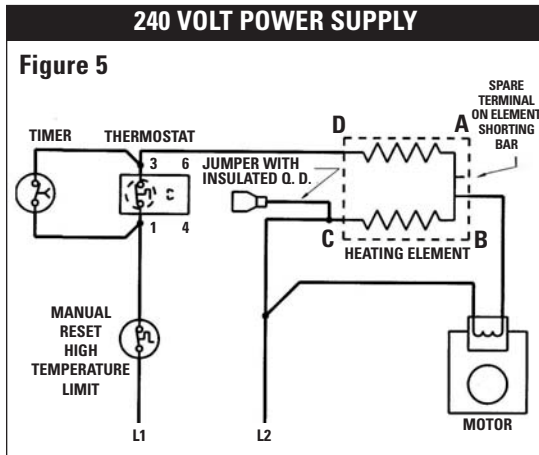 240 VOLT POWER SUPPLY
Figure 5
SPARE
TERMINAL
ON ELEMENT
SHORTING
BAR
D
A
TIMER
THERMOSTAT
3 6
JUMPER WITH
INSULATED Q. D.
C
1 4
C
B
HEATING ELEMENT
MANUAL
RESET
HIGH
TEMPERATURE
LIMIT
MOTOR
L1
L2